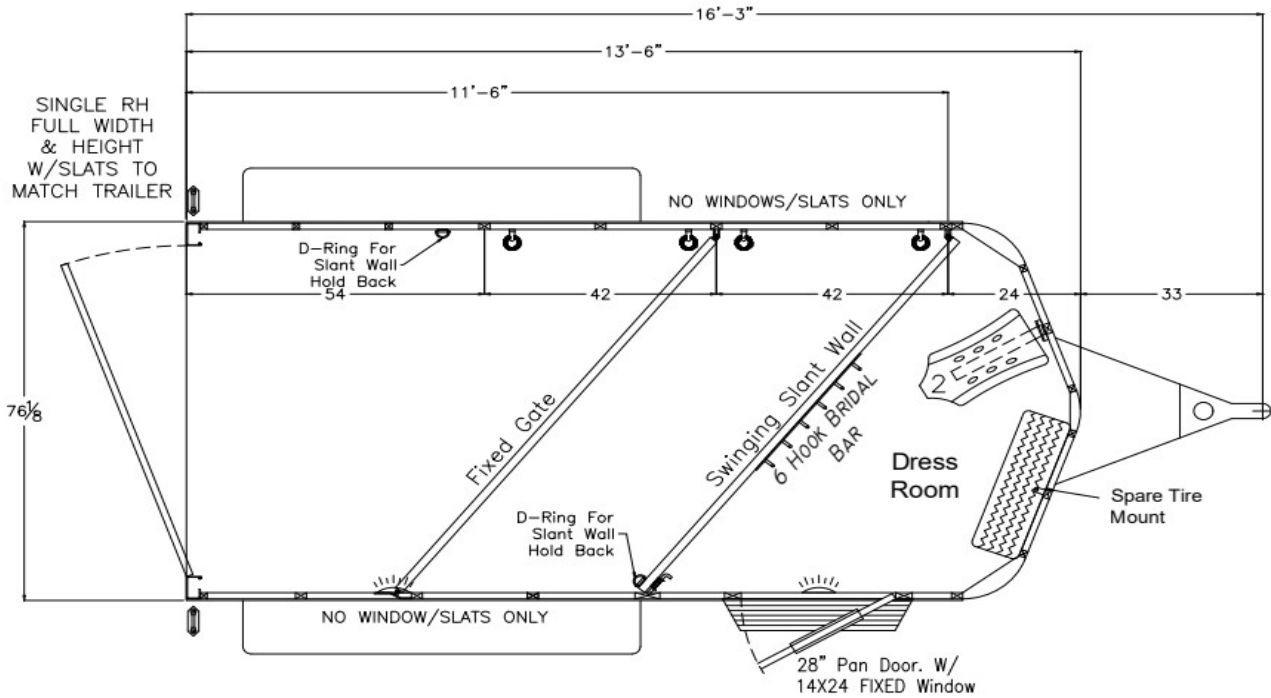 16'-3"
13'-6"
11'-6"
SINGLE RH
FULL WIDTH
& HEIGHT
W/SLATS TO
MATCH TRAILER
NO WINDOWS/SLATS ONLY
D-Ring For
Slant Wall
Hold Back
54
42
42
24
33
76⅛
Fixed Gate
Swinging Slant Wall
6 HOOK BRIDAL
BAR
2
Dress
Room
Spare Tire
Mount
D-Ring For
Slant Wall
Hold Back
NO WINDOW/SLATS ONLY
28" Pan Door. W/
14X24 FIXED Window